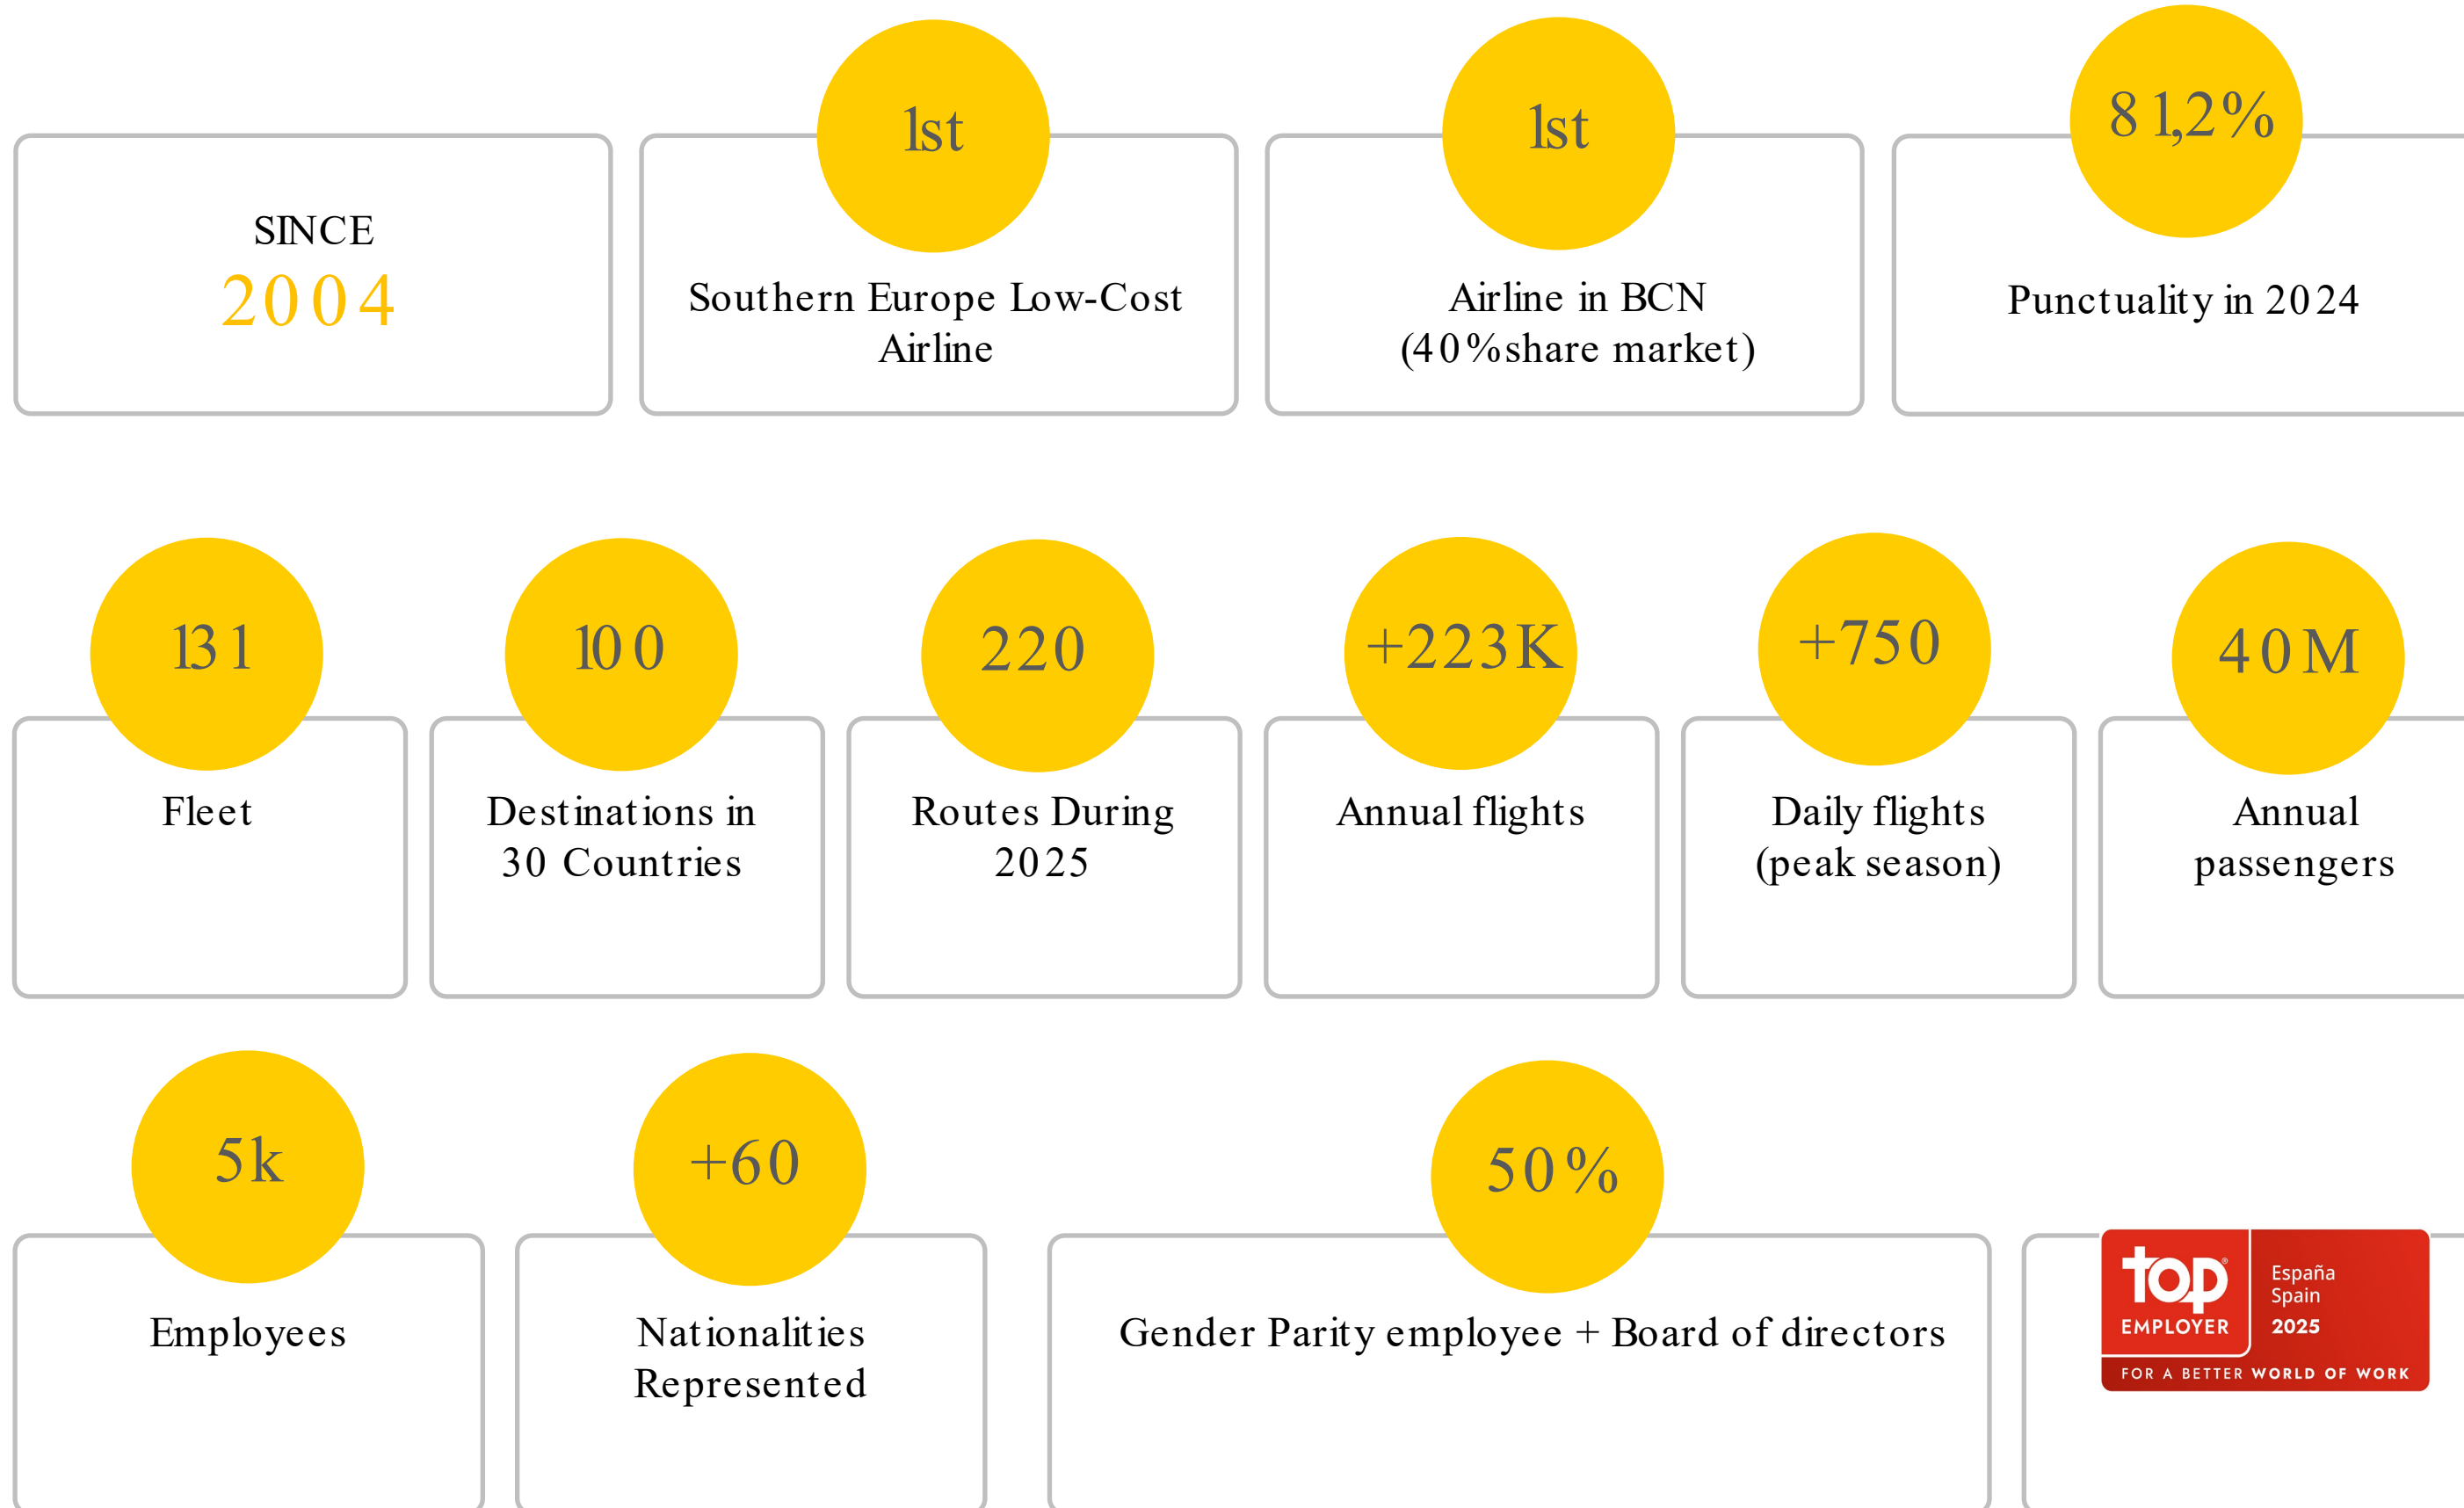 SINCE
2004
1st
Southern Europe Low-Cost
Airline
1st
Airline in BCN
(40%share market)
81,2%
Punctuality in 2024
131
Fleet
100
Destinations in
30 Countries
220
Routes During
2025
+223K
Annual flights
+750
Daily flights
(peak season)
40M
Annual
passengers
5k
Employees
+60
Nationalities
Represented
50%
Gender Parity employee + Board of directors
top®
EMPLOYER
España
Spain
2025
FOR A BETTER WORLD OF WORK